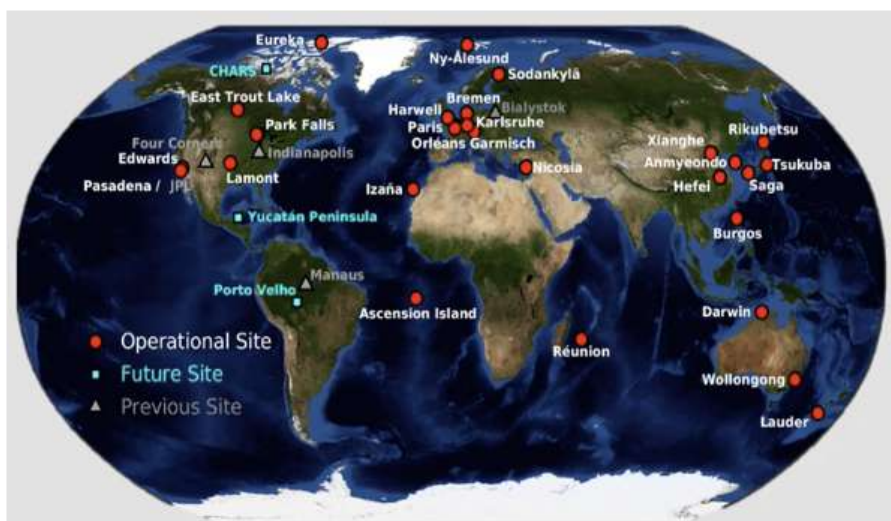 Eureka
Ny-Ålesund
CHARS
Sodankylä
East Trout Lake
Bremen
Harwell
Bialystok
Park Falls
Paris
Karlsruhe
Rikubetsu
Four Corners
Orléans Garmisch
Xianghe
Indianapolis
Edwards
Anmyeondo
Tsukuba
Lamont
Nicosia
Pasadena / JPL
Izaña
Hefei
Saga
Yucatán Peninsula
Burgos
Manaus
Porto Velho
Ascension Island
Darwin
Operational Site
Réunion
Future Site
Wollongong
Previous Site
Lauder